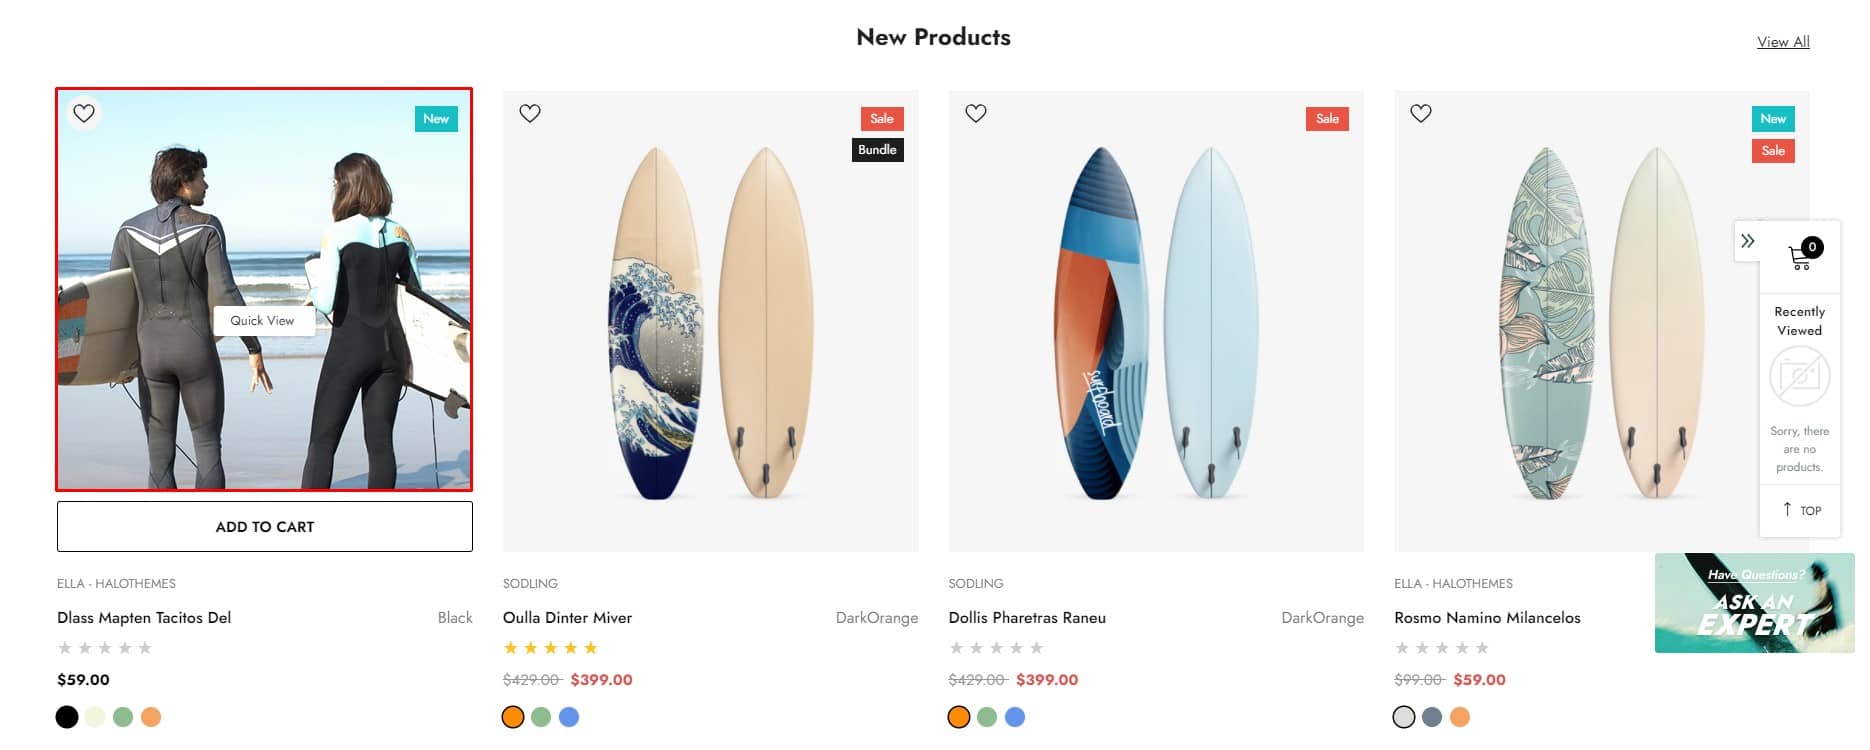 New Products
View All
New
Quick View
ADD TO CART
ELLA - HALOTHEMES
Dlass Mapten Tacitos Del
Black
$59.00
Sale
Bundle
SODLING
Oulla Dinter Miver
DarkOrange
$429.00 $399.00
Sale
surfboard
SODLING
Dollis Pharetras Raneu
DarkOrange
$429.00 $399.00
New
Sale
ELLA - HALOTHEMES
Rosmo Namino Milancelos
$99.00 $59.00
0
Recently
Viewed
Sorry, there
are no
products.
TOP
Have Questions?
ASK AN
EXPERT